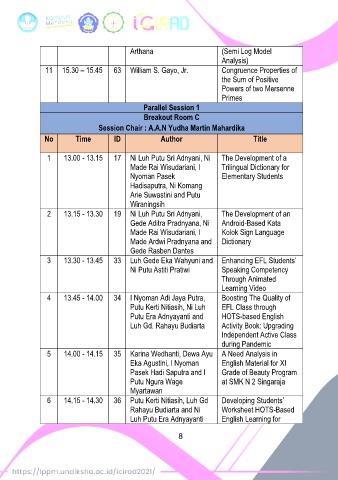 iCIRAD
Arthana (Semi Log Model
Analysis)
11 15.30 – 15.45 63 William S. Gayo, Jr. Congruence Properties of
the Sum of Positive
Powers of two Mersenne
Primes
Parallel Session 1
Breakout Room C
Session Chair : A.A.N Yudha Martin Mahardika
No Time ID Author Title
1 13.00 - 13.15 17 Ni Luh Putu Sri Adnyani, Ni The Development of a
Made Rai Wisudariani, I Trilingual Dictionary for
Nyoman Pasek Elementary Students
Hadisaputra, Ni Komang
Arie Suwastini and Putu
Wiraningsih
2 13.15 - 13.30 19 Ni Luh Putu Sri Adnyani, The Development of an
Gede Aditra Pradnyana, Ni Android-Based Kata
Made Rai Wisudariani, I Kolok Sign Language
Made Ardwi Pradnyana and Dictionary
Gede Rasben Dantes
3 13.30 - 13.45 33 Luh Gede Eka Wahyuni and Enhancing EFL Students'
Ni Putu Astiti Pratiwi Speaking Competency
Through Animated
Learning Video
4 13.45 - 14.00 34 I Nyoman Adi Jaya Putra, Boosting The Quality of
Putu Kerti Nitiasih, Ni Luh EFL Class through
Putu Era Adnyayanti and HOTS-based English
Luh Gd. Rahayu Budiarta Activity Book: Upgrading
Independent Active Class
during Pandemic
5 14.00 - 14.15 35 Karina Wedhanti, Dewa Ayu A Need Analysis in
Eka Agustini, I Nyoman English Material for XI
Pasek Hadi Saputra and I Grade of Beauty Program
Putu Ngura Wage at SMK N 2 Singaraja
Myartawan
6 14.15 - 14.30 36 Putu Kerti Nitiasih, Luh Gd Developing Students'
Rahayu Budiarta and Ni Worksheet HOTS-Based
Luh Putu Era Adnyayanti English Learning for
8
https://lppm.undiksha.ac.id/icirad2021/